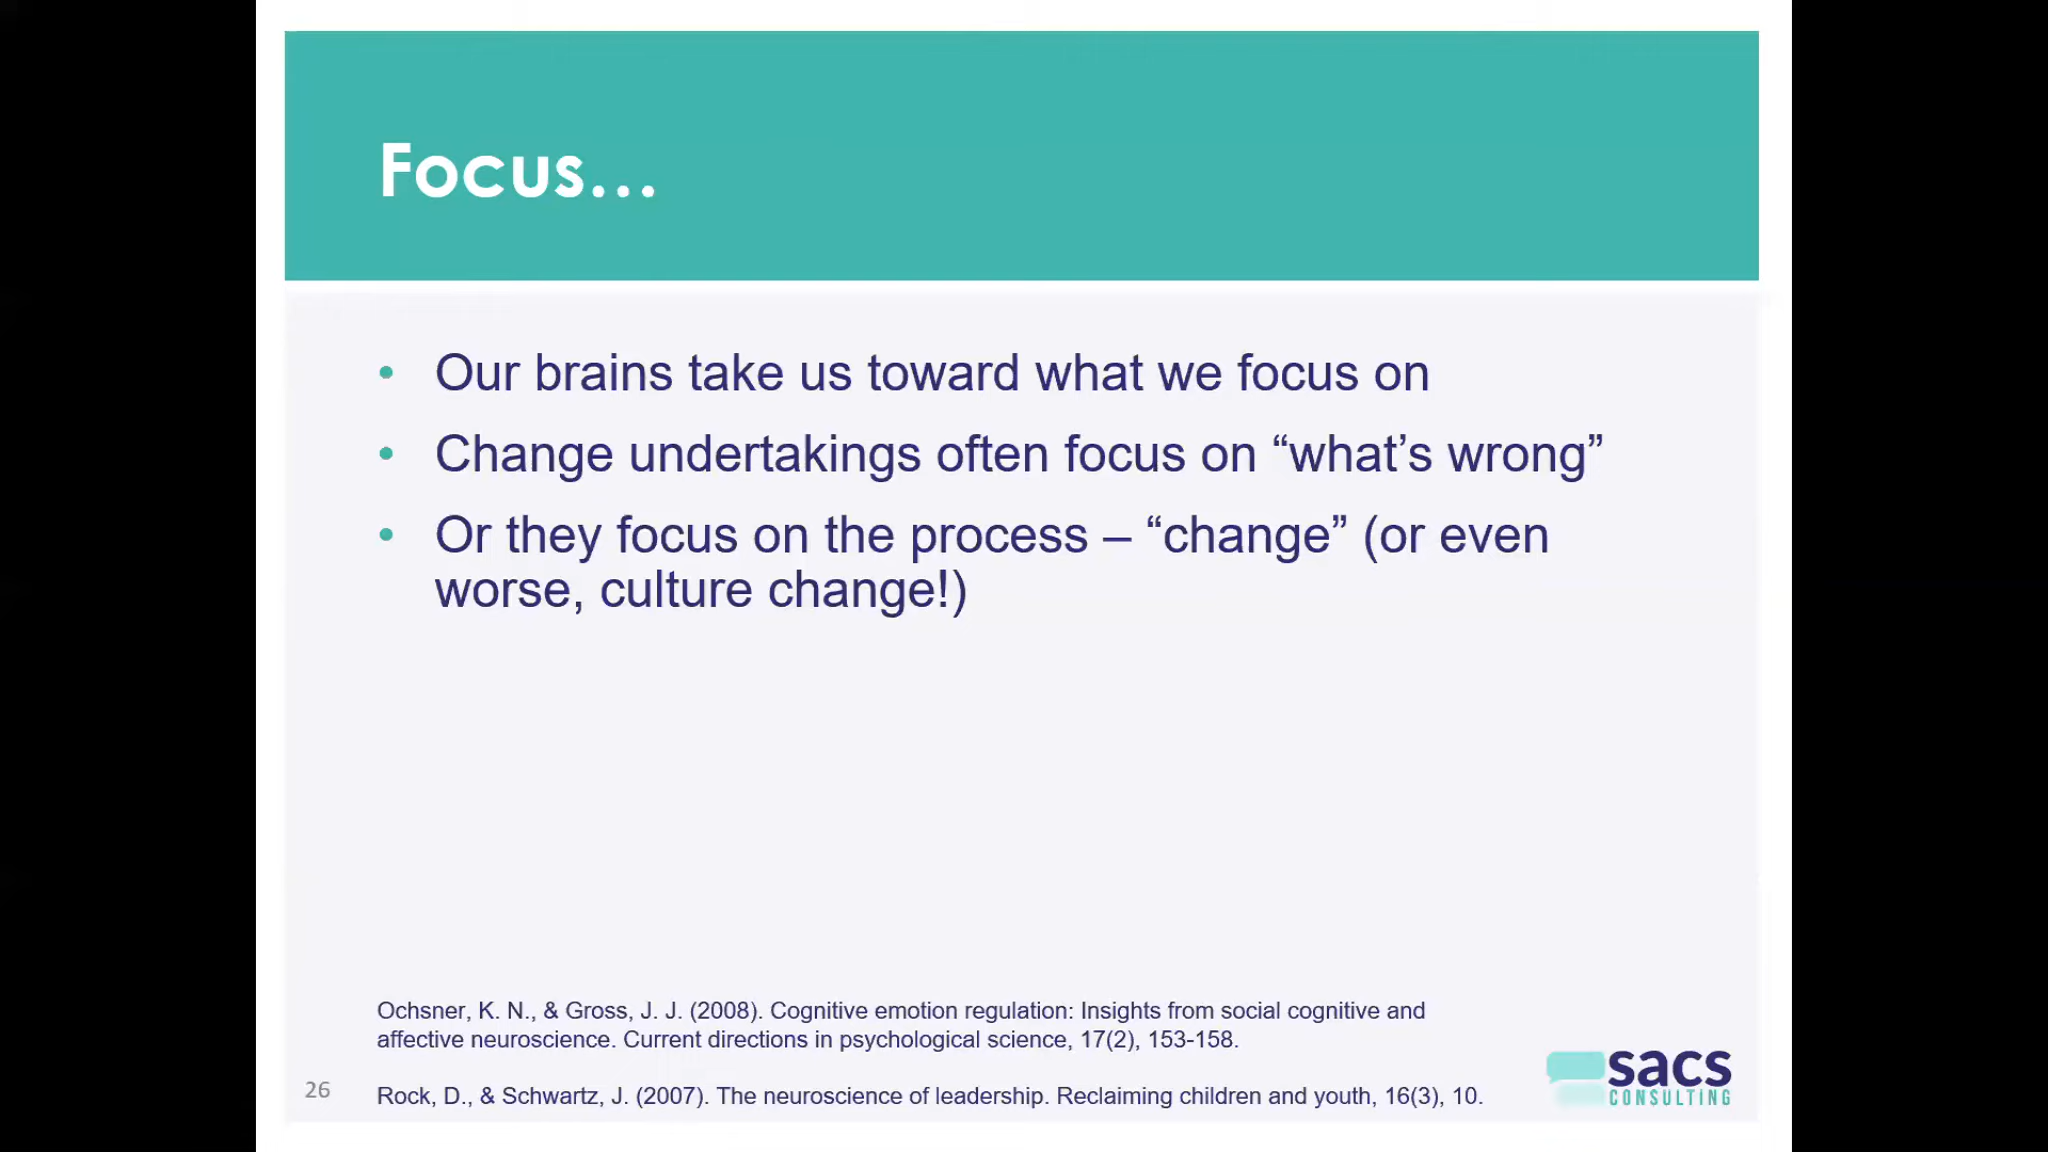 Focus...
• Our brains take us toward what we focus on
• Change undertakings often focus on “what’s wrong”
• Or they focus on the process – “change” (or even
worse, culture change!)
Ochsner, K. N., & Gross, J. J. (2008). Cognitive emotion regulation: Insights from social cognitive and
affective neuroscience. Current directions in psychological science, 17(2), 153-158.
26
Rock, D., & Schwartz, J. (2007). The neuroscience of leadership. Reclaiming children and youth, 16(3), 10.
sacs
CONSULTING